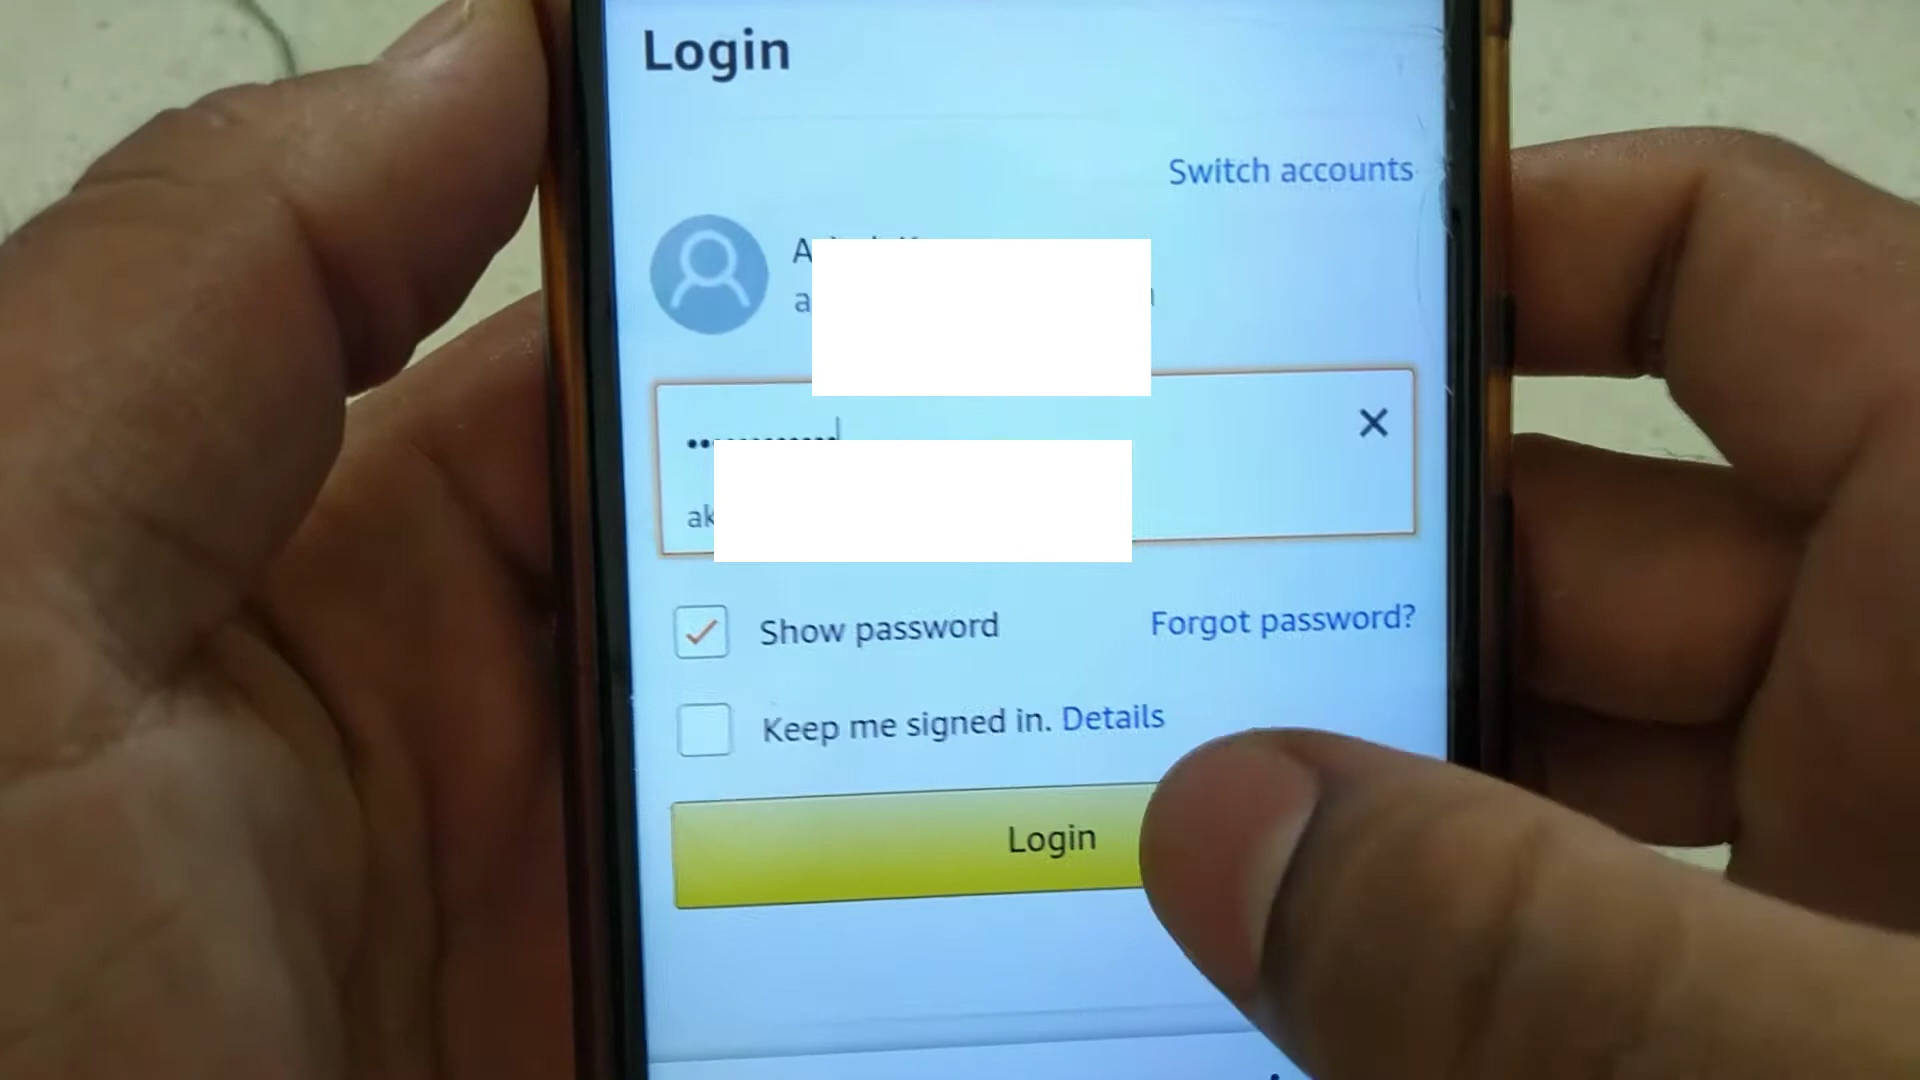 Login
Switch accounts
Show password
Forgot password?
Keep me signed in. Details
Login